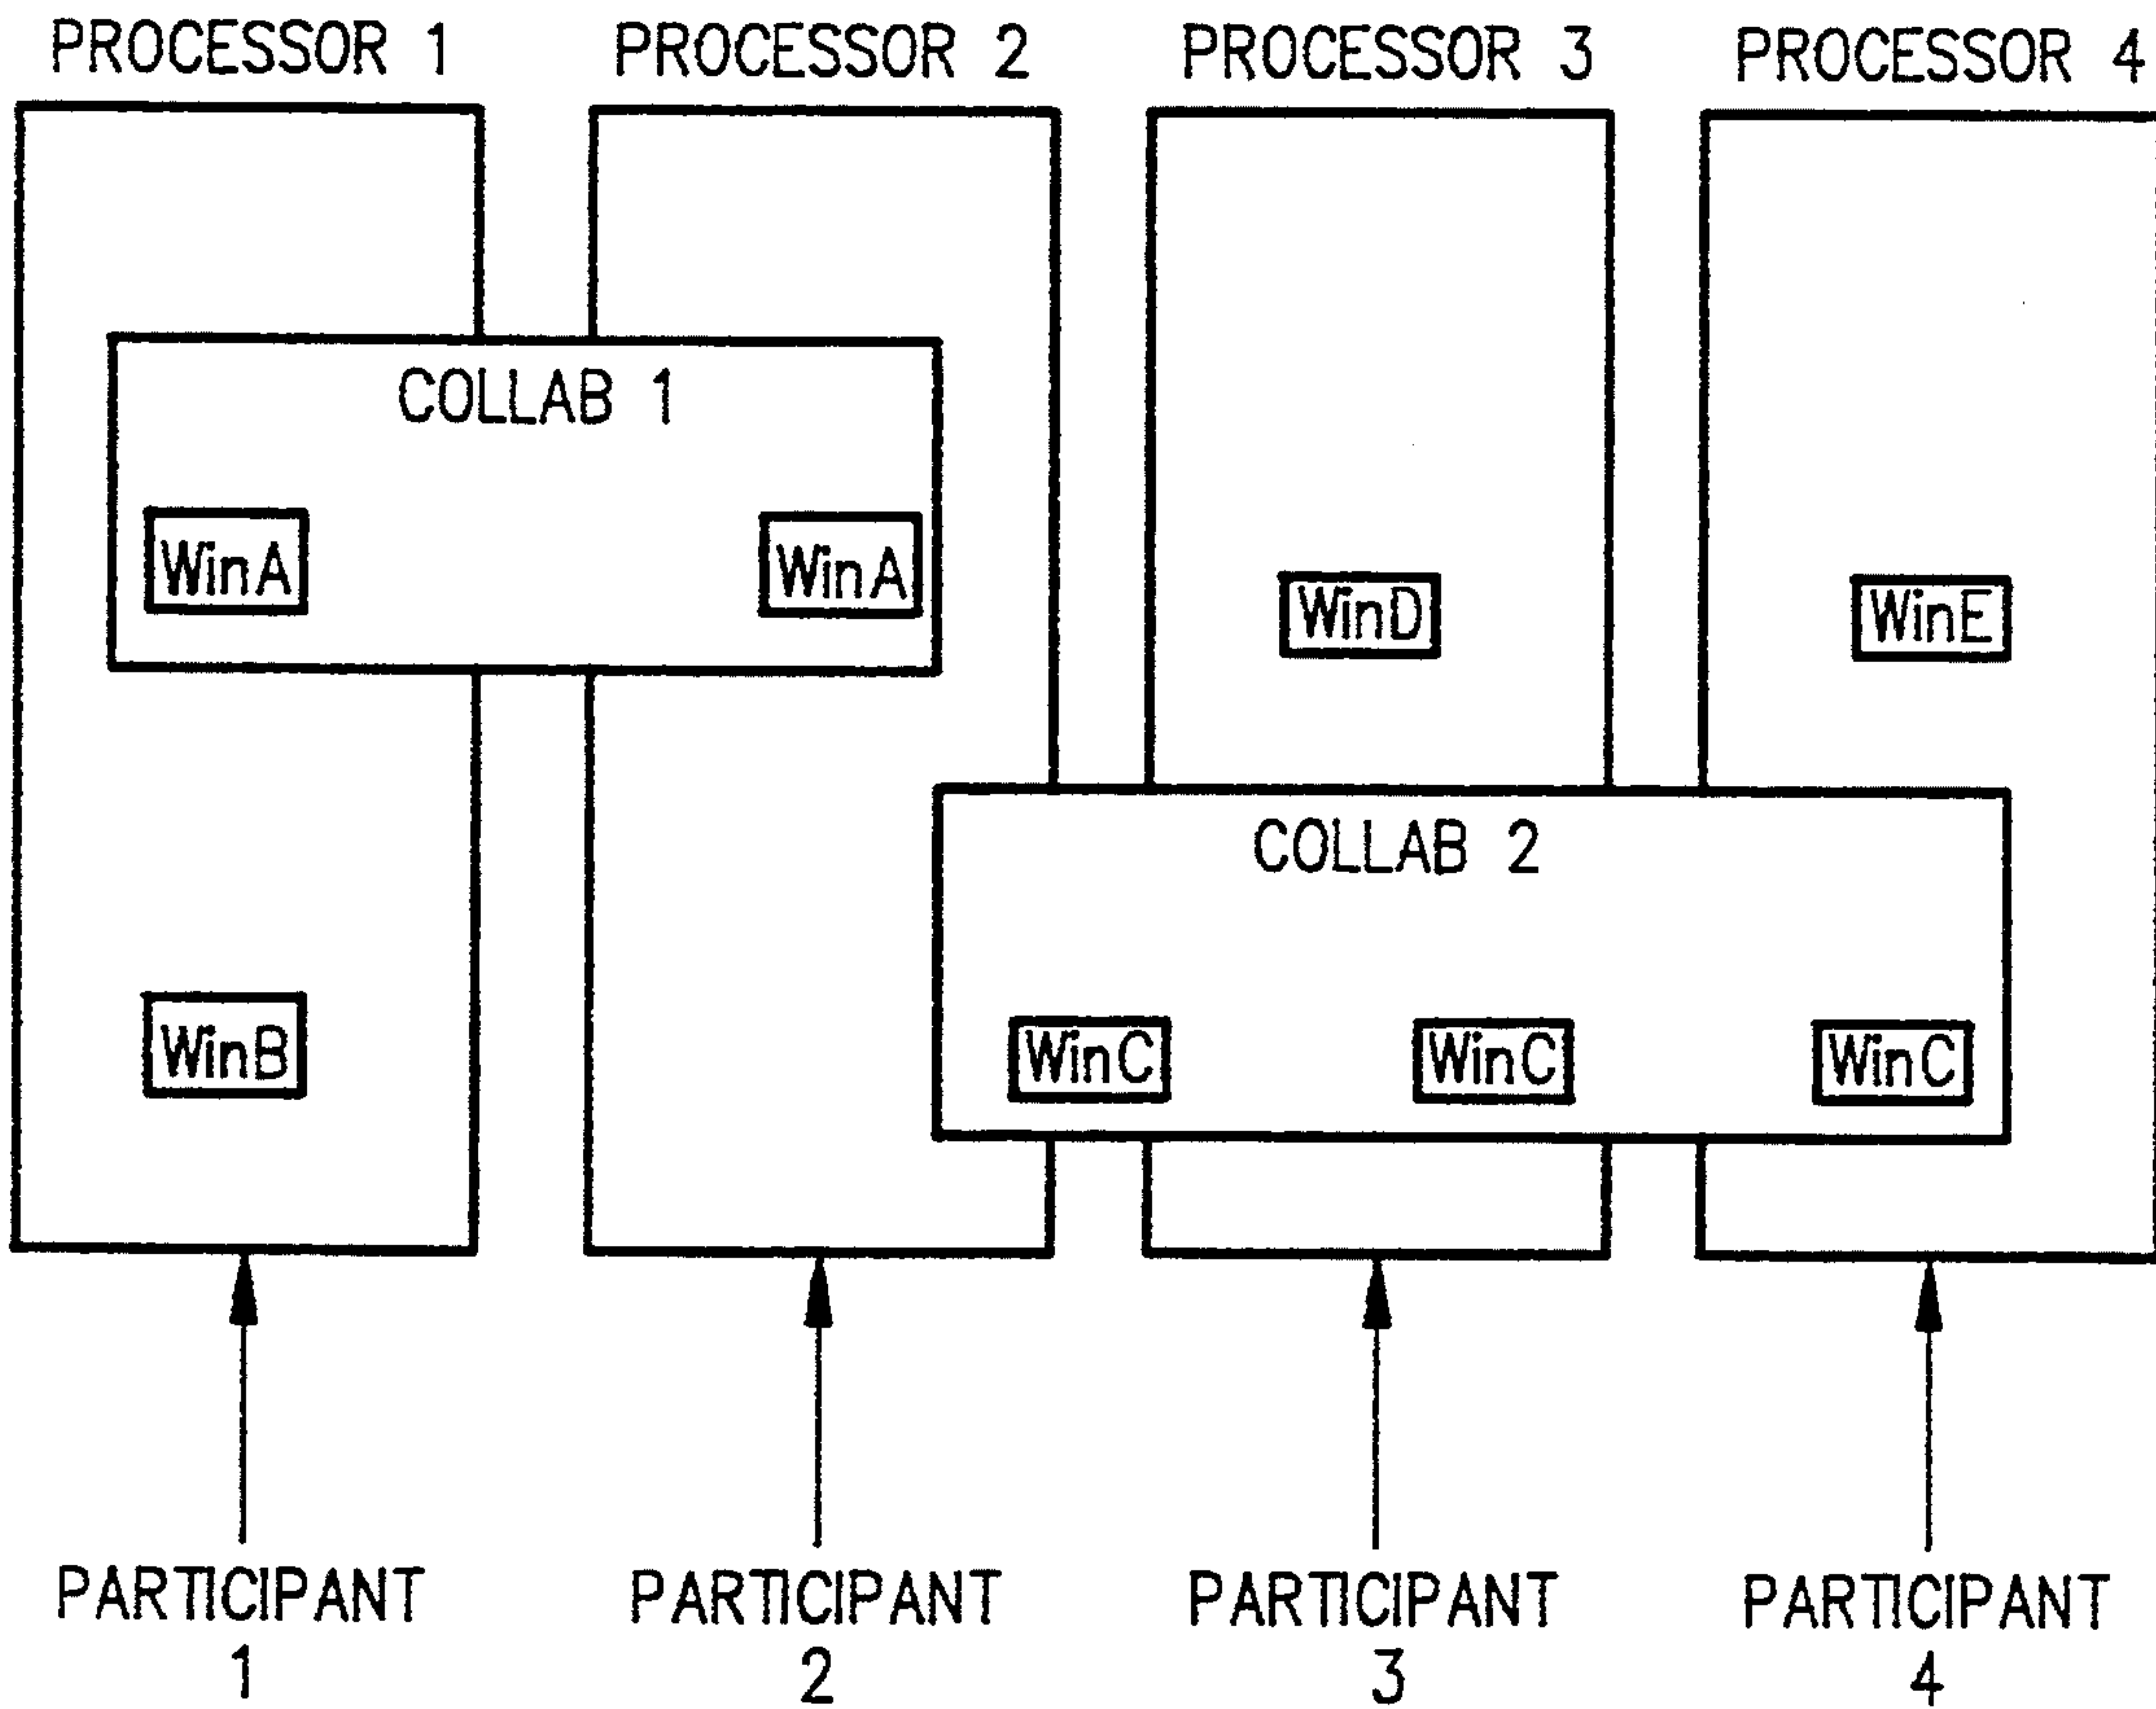 PROCESSOR 1
PROCESSOR 2
PROCESSOR 3
PROCESSOR 4
COLLAB 1
WinA
WinA
WinD
WinE
COLLAB 2
WinB
WinC
WinC
WinC
PARTICIPANT
1
PARTICIPANT
2
PARTICIPANT
3
PARTICIPANT
4